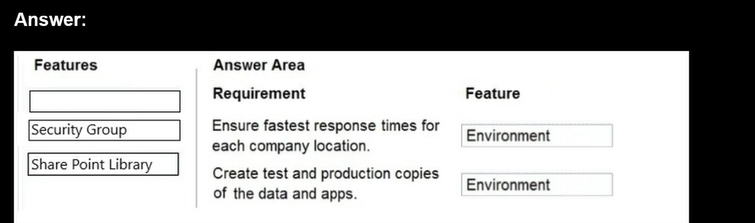 Answer:
Features
Answer Area
Requirement
Feature
Security Group
Share Point Library
Ensure fastest response times for
each company location.
Environment
Create test and production copies
of the data and apps.
Environment